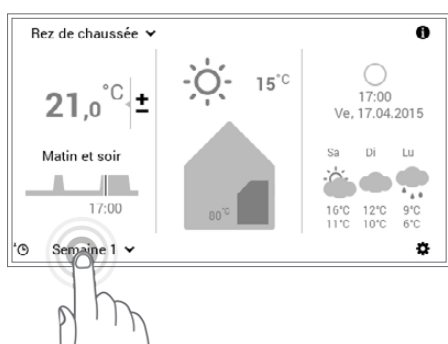 Rez de chaussée
21,0 °C ±
Matin et soir
17:00
Semaine 1
15°C
80°C
17:00
Ve, 17.04.2015
Sa Di Lu
16°C 12°C 9°C
11°C 10°C 6°C